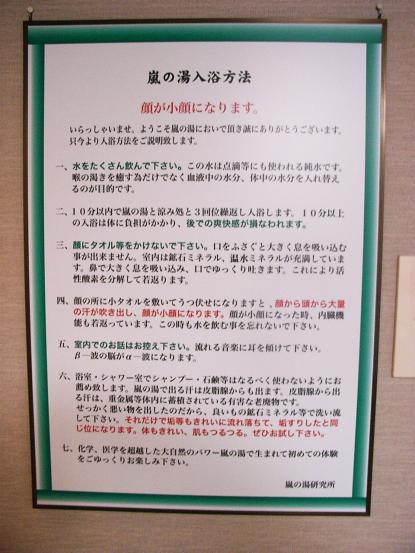 嵐の湯入浴方法
顔が小顔になります。
いらっしゃいませ。ようこそ嵐の湯においで頂き誠にありがとうございます。
只今より入浴方法をご説明致します。
一、水をたくさん飲んで下さい。この水は点滴等にも使われる純水です。
喉の渇きを癒す為だけでなく血液中の水分、体中の水分を入れ替え
るのが目的です。
二、10分以内で嵐の湯と涼み処と3回位繰返し入浴します。10分以上
の入浴は体に負担がかかり、後での爽快感が損なわれます。
三、顔にタオル等をかけないで下さい。口をふさぐと大きく息を吸い込む
事が出来ません。室内は鉱石ミネラル、温水ミネラルが充満していま
す。鼻で大きく息を吸い込み、口でゆっくり吐きます。これにより活
性酸素を分解して若返ります。
四、顔の所に小タオルを敷いてうつ伏せになりますと、顔から頭から大量
の汗が吹き出し、顔が小顔になります。顔が小顔になった時、内臓機
能も若返っています。この時も水を飲む事を忘れないで下さい。
五、室内でのお話はお控え下さい。流れる音楽に耳を傾けて下さい。
β―波の脳がα―波になります。
六、浴室・シャワー室でシャンプー・石鹸等はなるべく使わないようにお
薦め致します。嵐の湯で出る汗は皮脂腺からも出ます。皮脂腺から出
る汗は、重金属等体内に蓄積されている有害な老廃物です。
せっかく悪い物を出したのだから、良いもの鉱石ミネラル等で洗い流
して下さい。それだけで垢等もきれいに流れ落ちて、垢すりしたと同
じ位になります。体もきれい、肌もつるつる。ぜひお試し下さい。
七、化学、医学を超越した大自然のパワー嵐の湯で生まれて初めての体験
をごゆっくりお楽しみ下さい。
嵐の湯研究所